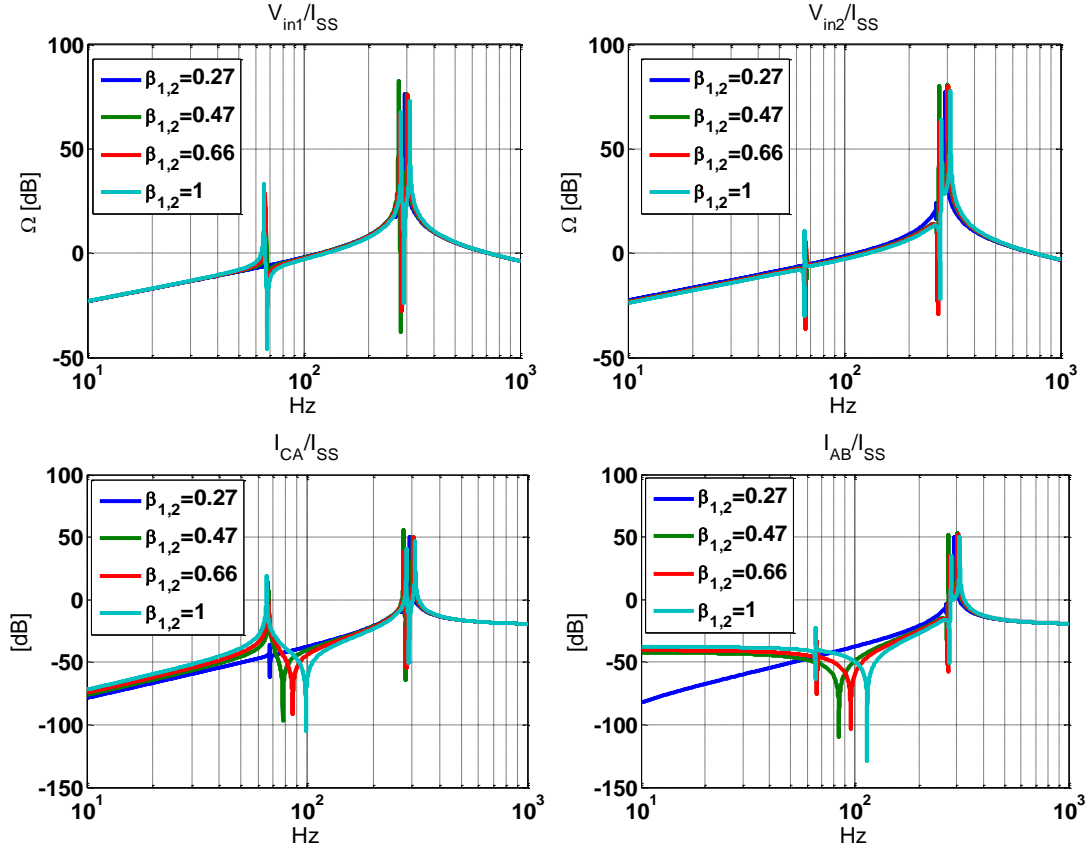 V_in1/I_SS
100
50
0
-50
Ω [dB]
β_1,2=0.27
β_1,2=0.47
β_1,2=0.66
β_1,2=1
10^1
10^2
10^3
Hz
V_in2/I_SS
100
50
0
-50
Ω [dB]
β_1,2=0.27
β_1,2=0.47
β_1,2=0.66
β_1,2=1
10^1
10^2
10^3
Hz
I_CA/I_SS
100
50
0
-50
-100
-150
[dB]
β_1,2=0.27
β_1,2=0.47
β_1,2=0.66
β_1,2=1
10^1
10^2
10^3
Hz
I_AB/I_SS
100
50
0
-50
-100
-150
[dB]
β_1,2=0.27
β_1,2=0.47
β_1,2=0.66
β_1,2=1
10^1
10^2
10^3
Hz